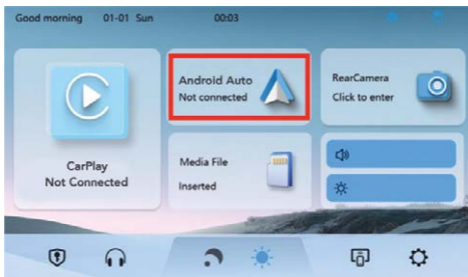 Good morning 01-01 Sun 00:03
Android Auto
Not connected
RearCamera
Click to enter
CarPlay
Not Connected
Media File
Inserted